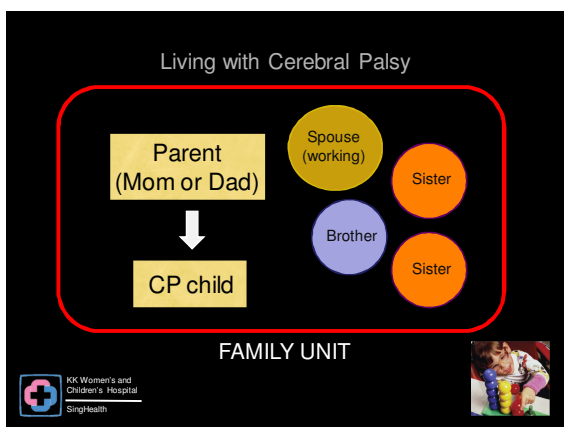 Living with Cerebral Palsy
Parent
(Mom or Dad)
CP child
Spouse
(working)
Sister
Brother
Sister
FAMILY UNIT
KK Women's and
Children's Hospital
SingHealth